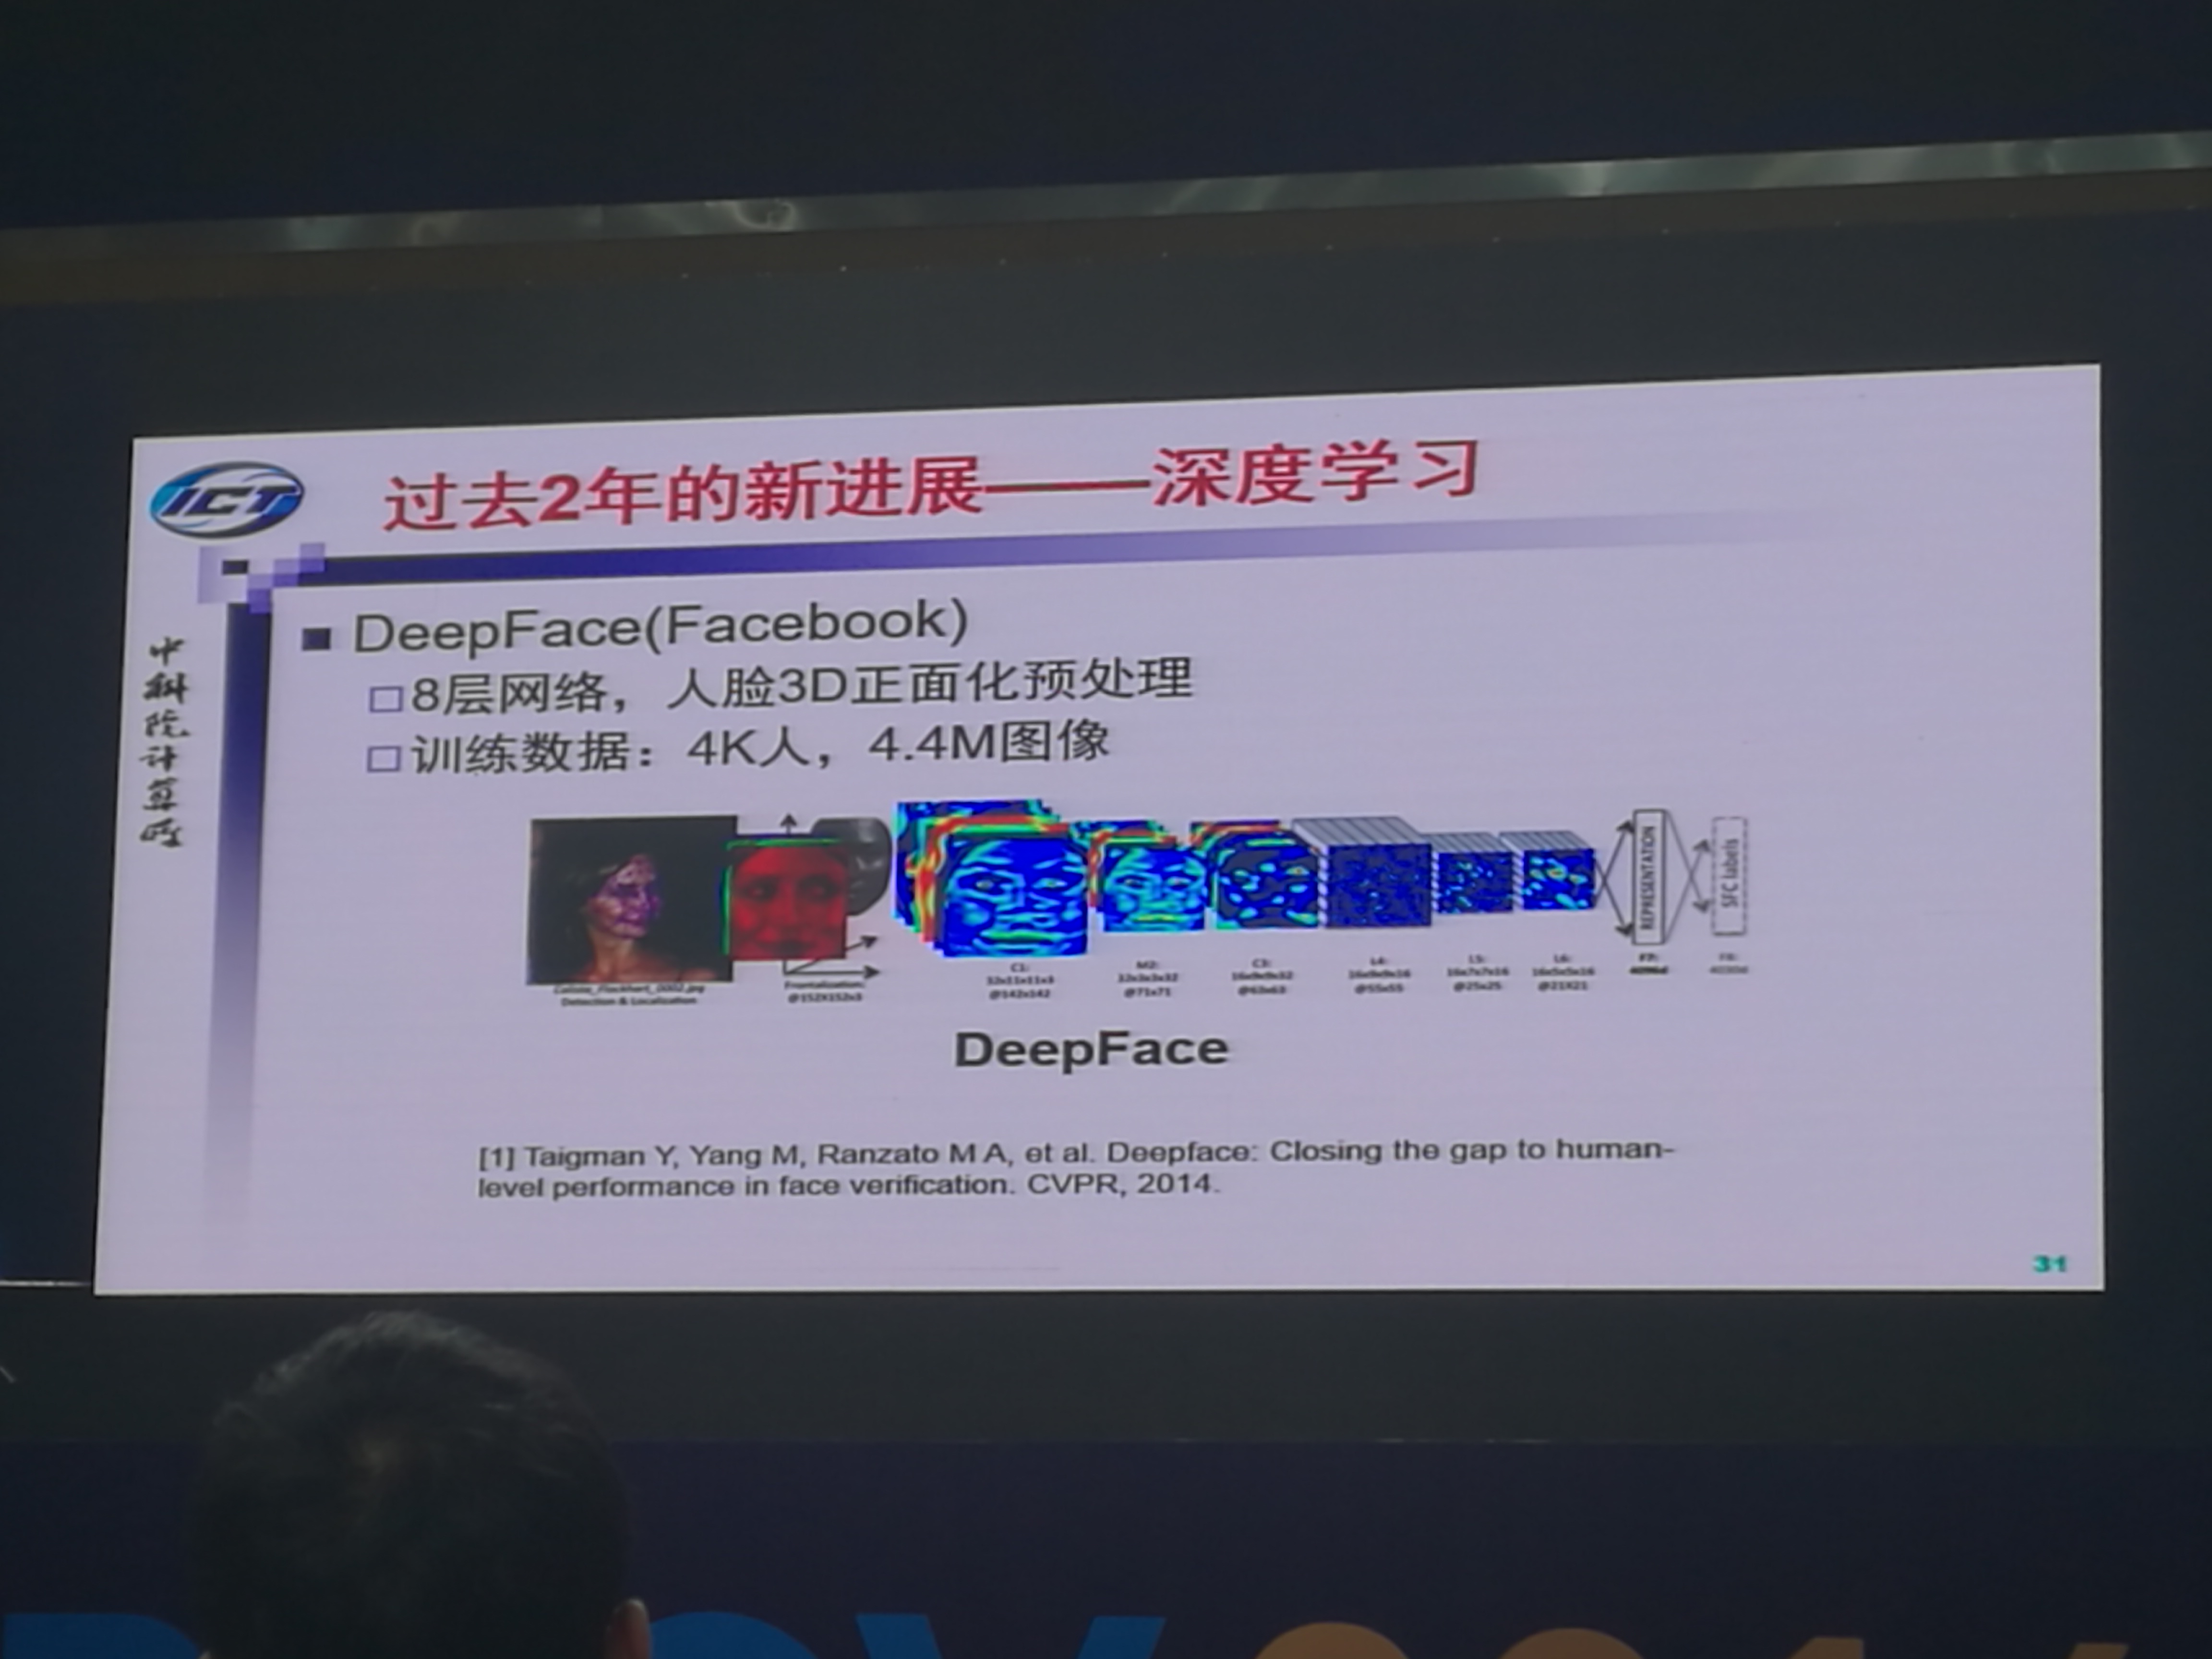 ICT
过去2年的新进展——深度学习
中科院计算所
DeepFace(Facebook)
8层网络，人脸3D正面化预处理
训练数据：4K人，4.4M图像
REPRESENTATION
SFC labels
Calista_Flockhart_0002.jpg
Detection & Localization
Frontalization:
@152X152x3
C1:
32x11x11x3
@142x142
M2:
32x3x3x32
@71x71
C3:
16x9x9x32
@63x63
L4:
16x9x9x16
@55x55
L5:
16x7x7x16
@25x25
L6:
16x5x5x16
@21X21
F7:
4096d
F8:
4030d
DeepFace
[1] Taigman Y, Yang M, Ranzato M A, et al. Deepface: Closing the gap to human-
level performance in face verification. CVPR, 2014.
31